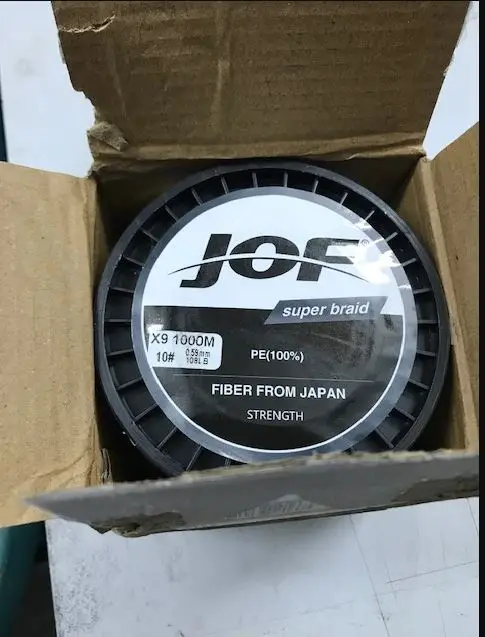 JOF®
super braid
X9 1000M
10# 0.55mm
108LB
PE(100%)
FIBER FROM JAPAN
STRENGTH